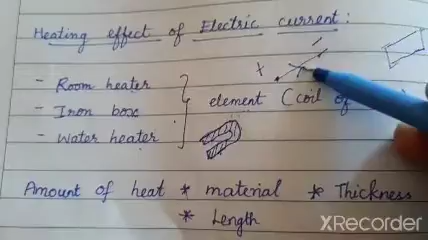 Heating effect of Electric current:
- Room heater
- Iron box
- Water heater
element (coil of
Amount of heat * material * Thickness
* Length
XRecorder